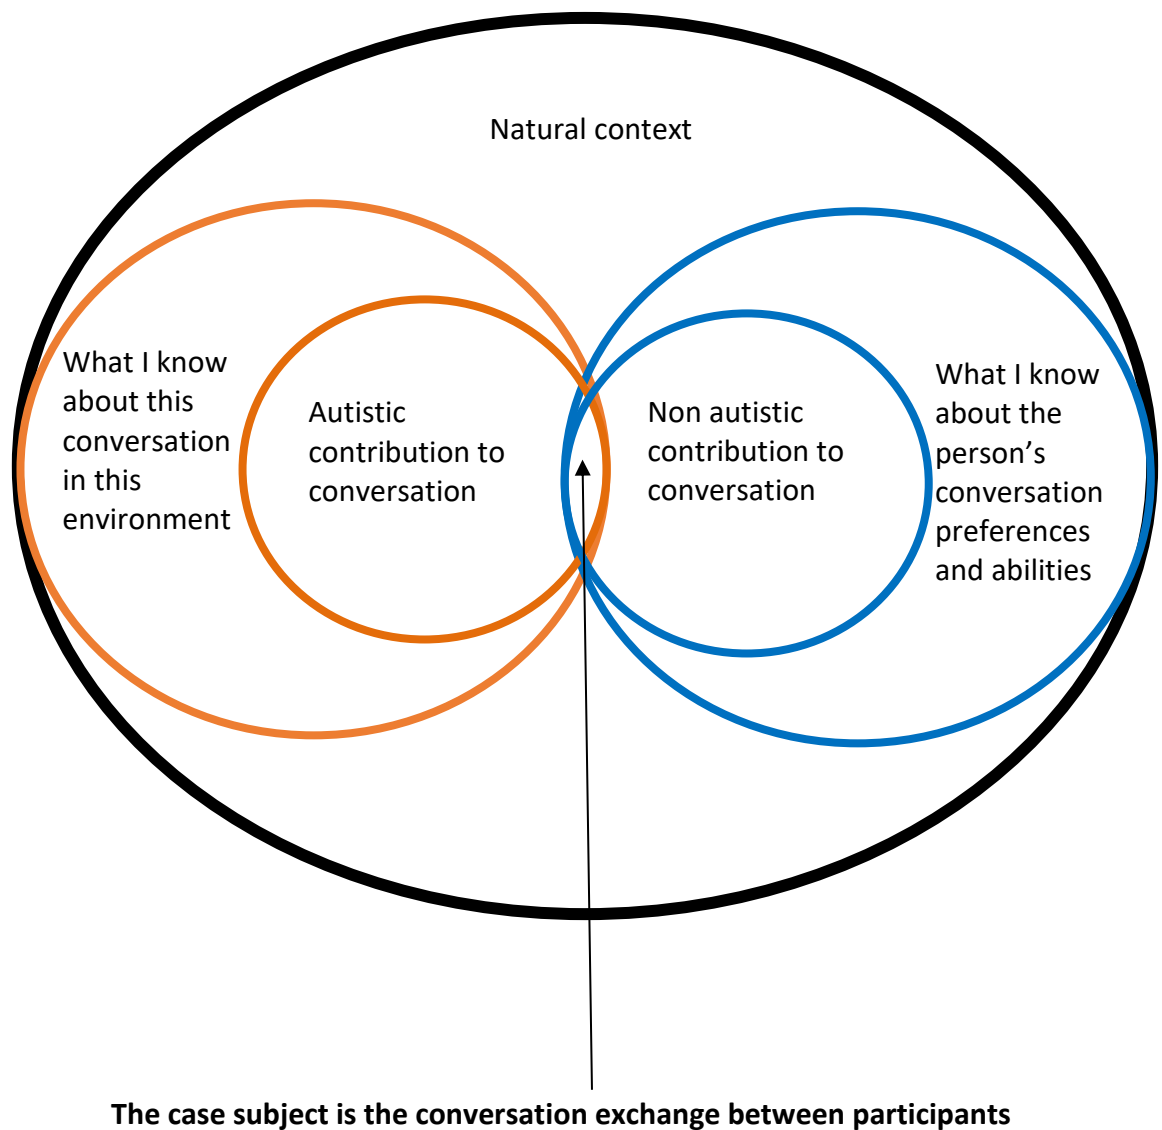 Natural context
What I know
about this
conversation
in this
environment
Autistic
contribution to
conversation
Non autistic
contribution to
conversation
What I know
about the
person’s
conversation
preferences
and abilities
The case subject is the conversation exchange between participants